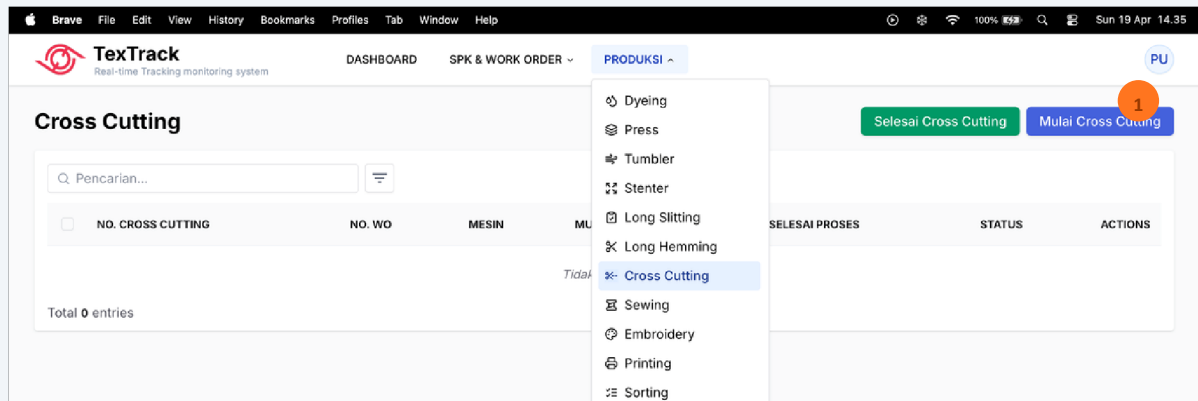 Brave File Edit View History Bookmarks Profiles Tab Window Help 100% Sun 19 Apr 14.35
TexTrack
Real-time Tracking monitoring system
DASHBOARD SPK & WORK ORDER PRODUKSI PU
Dyeing
Press
Tumbler
Stenter
Long Slitting
Long Hemming
Cross Cutting
Sewing
Embroidery
Printing
Sorting
Cross Cutting
Selesai Cross Cutting Mulai Cross Cutting
1
Pencarian...
NO. CROSS CUTTING NO. WO MESIN MU SELESAI PROSES STATUS ACTIONS
Tidak
Total 0 entries